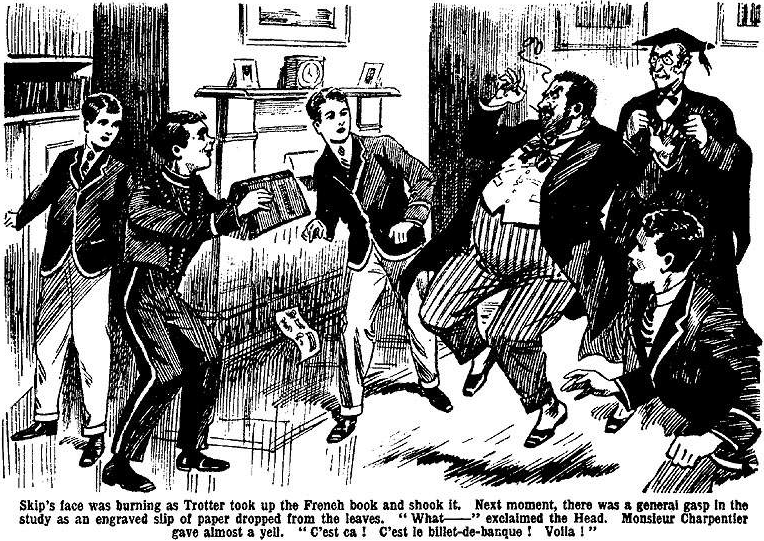 Skip's face was burning as Trotter took up the French book and shook it. Next moment, there was a general gasp in the
study as an engraved slip of paper dropped from the leaves. "What——" exclaimed the Head. Monsieur Charpentier
gave almost a yell. "C'est ca ! C'est le billet-de-banque ! Voila !"